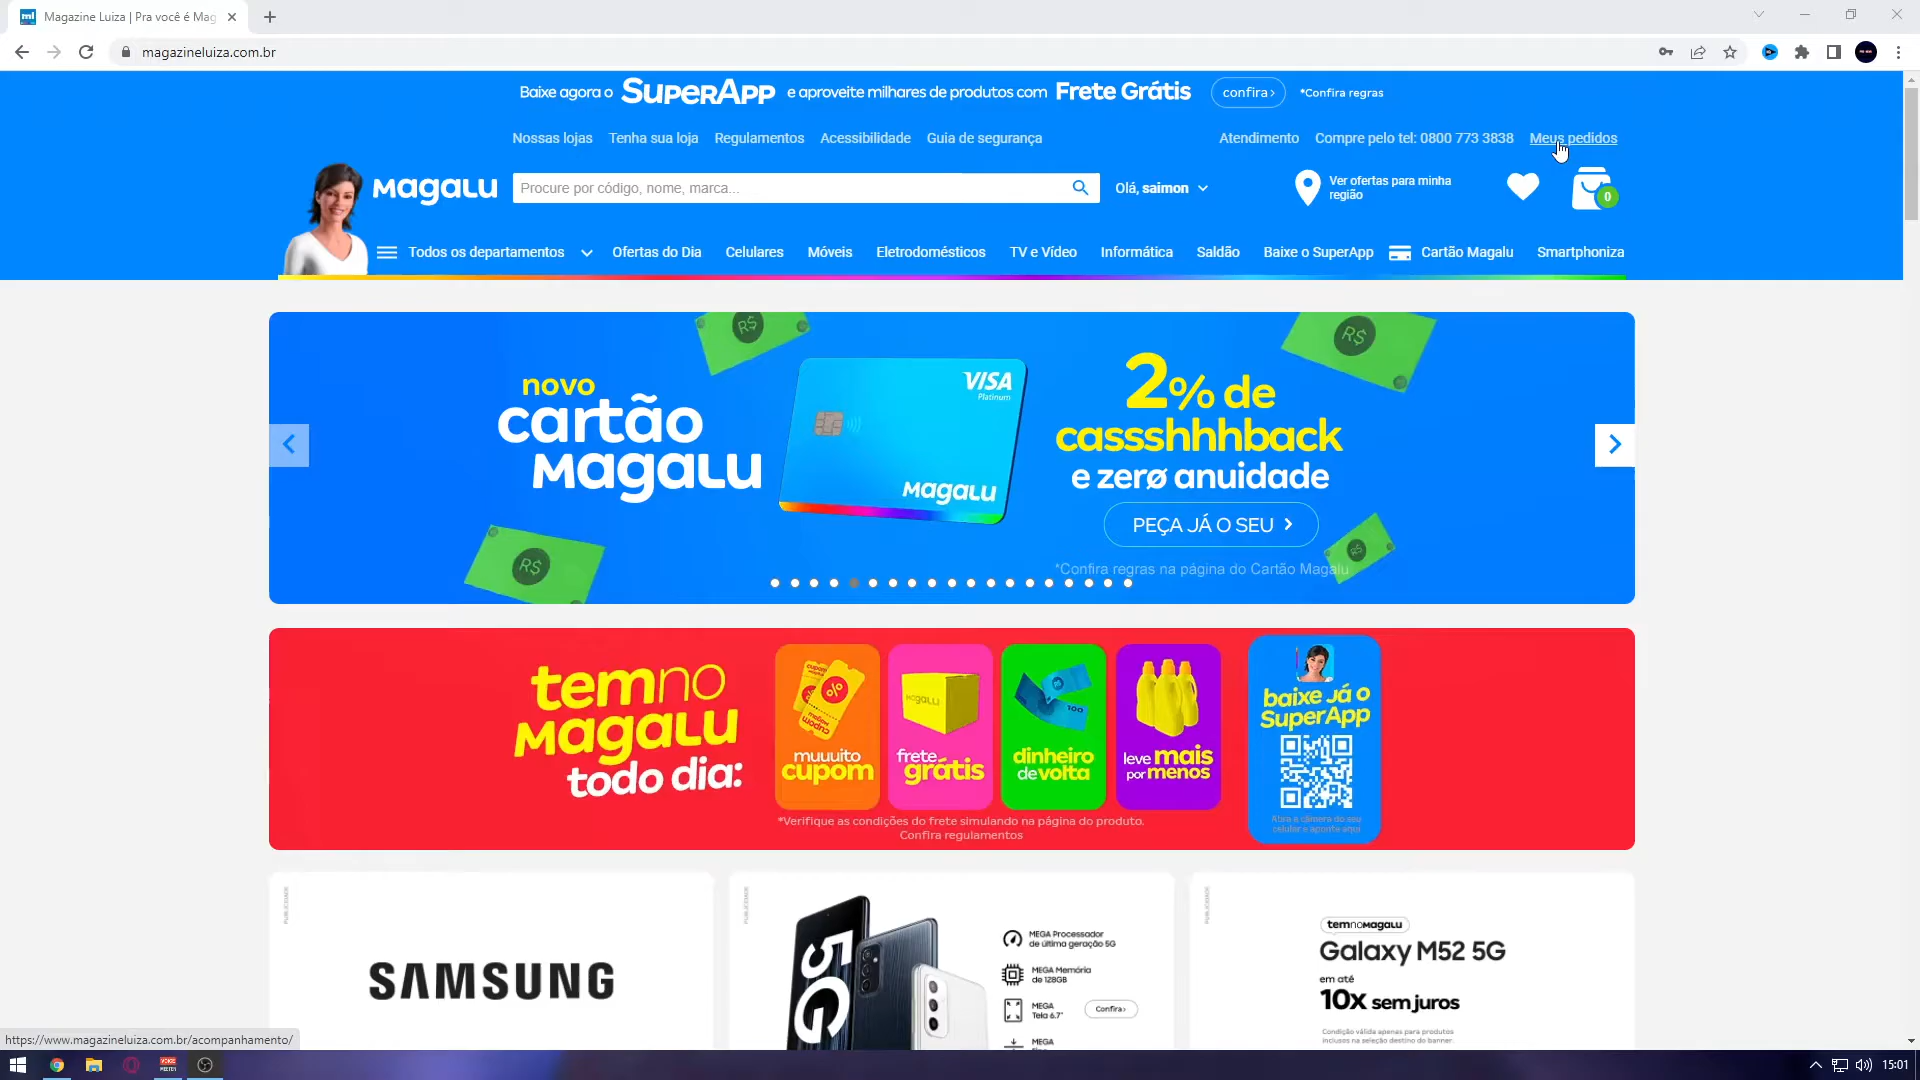 Magazine Luiza | Pra você é Mag
magazineluiza.com.br
Baixe agora o SuperApp e aproveite milhares de produtos com Frete Grátis confira› *Confira regras
Nossas lojas Tenha sua loja Regulamentos Acessibilidade Guia de segurança Atendimento Compre pelo tel: 0800 773 3838 Meus pedidos
Magalu
Procure por código, nome, marca...
Olá, saimon
Ver ofertas para minha
região
0
Todos os departamentos Ofertas do Dia Celulares Móveis Eletrodomésticos TV e Vídeo Informática Saldão Baixe o SuperApp Cartão Magalu Smartphoniza
R$
R$
novo
cartão
Magalu
VISA
Platinum
Magalu
2% de
cassshhhback
e zerø anuidade
PEÇA JÁ O SEU
R$
R$
*Confira regras na página do Cartão Magalu
temno
Magalu
todo dia:
muuuito
cupom
MAGALU
frete
grátis
100
dinheiro
de volta
leve mais
por menos
baixe já o
SuperApp
Abra a câmera do seu
celular e aponte aqui
*Verifique as condições do frete simulando na página do produto.
Confira regulamentos
PUBLICIDADE
SAMSUNG
PUBLICIDADE
5G
MEGA Processador
de última geração 5G
MEGA Memória
de 128GB
MEGA
Tela 6.7"
Confira›
MEGA
PUBLICIDADE
temnoMagalu
Galaxy M52 5G
em até
10x sem juros
Condição válida apenas para produtos
inclusos na seleção destino do banner.
https://www.magazineluiza.com.br/acompanhamento/
15:01